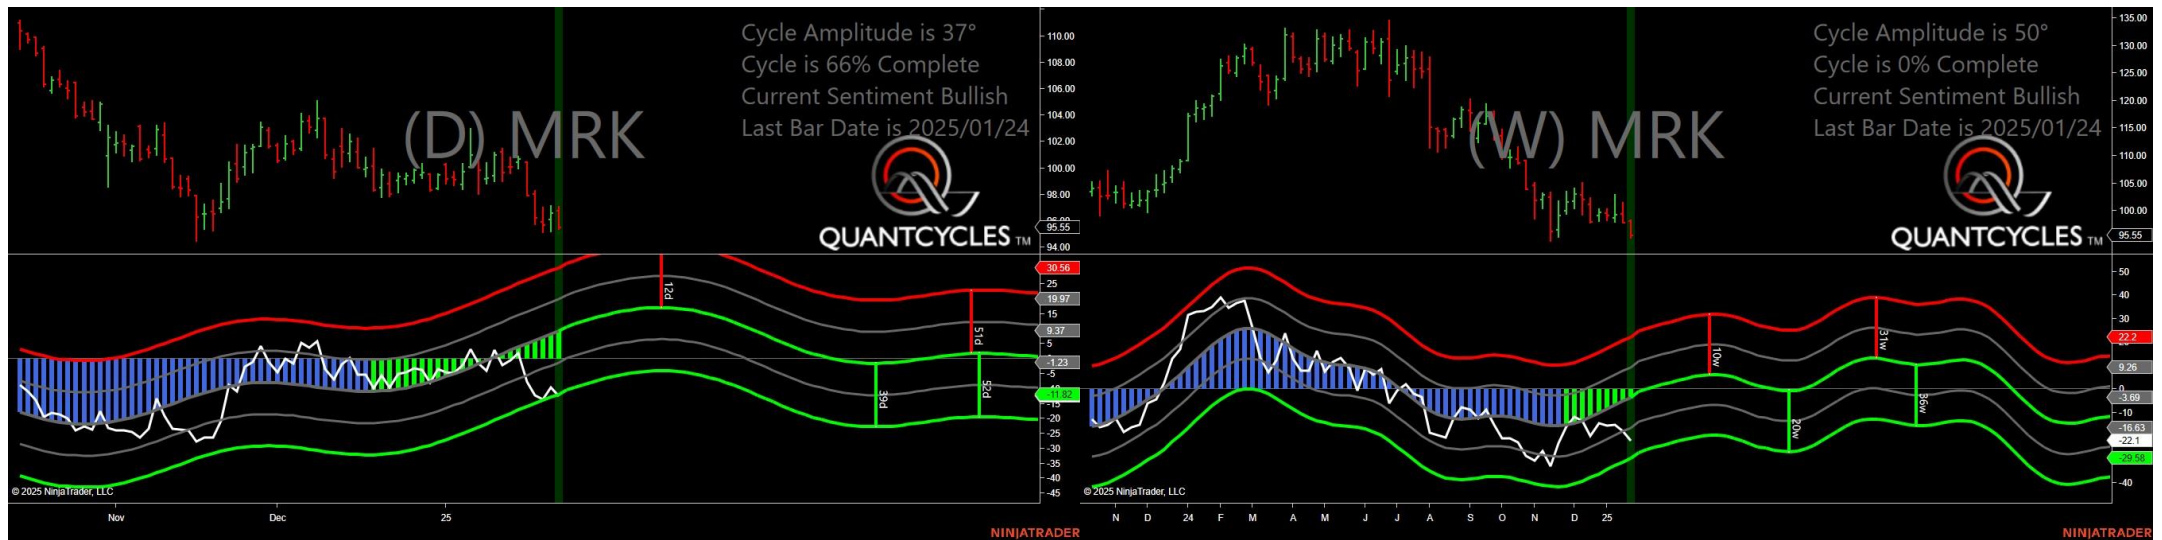 Cycle Amplitude is 37°
Cycle is 66% Complete
Current Sentiment Bullish
Last Bar Date is 2025/01/24
(D) MRK
QUANTCYCLES TM
110.00
108.00
106.00
104.00
102.00
100.00
98.00
96.00
95.55
94.00
30.56
25
19.97
15
9.37
5
-1.23
-5
-11.82
-15
-20
-25
-30
-35
-40
-45
12d
39d
51d
52d
© 2025 NinjaTrader, LLC
Nov
Dec
25
NINJATRADER
Cycle Amplitude is 50°
Cycle is 0% Complete
Current Sentiment Bullish
Last Bar Date is 2025/01/24
(W) MRK
QUANTCYCLES TM
135.00
130.00
125.00
120.00
115.00
110.00
105.00
100.00
95.55
50
40
30
22.2
9.26
0
-3.69
-10
-16.63
-22.1
-29.58
-40
10w
20w
31w
36w
© 2025 NinjaTrader, LLC
N D 24 F M A M J J A S O N D 25
NINJATRADER